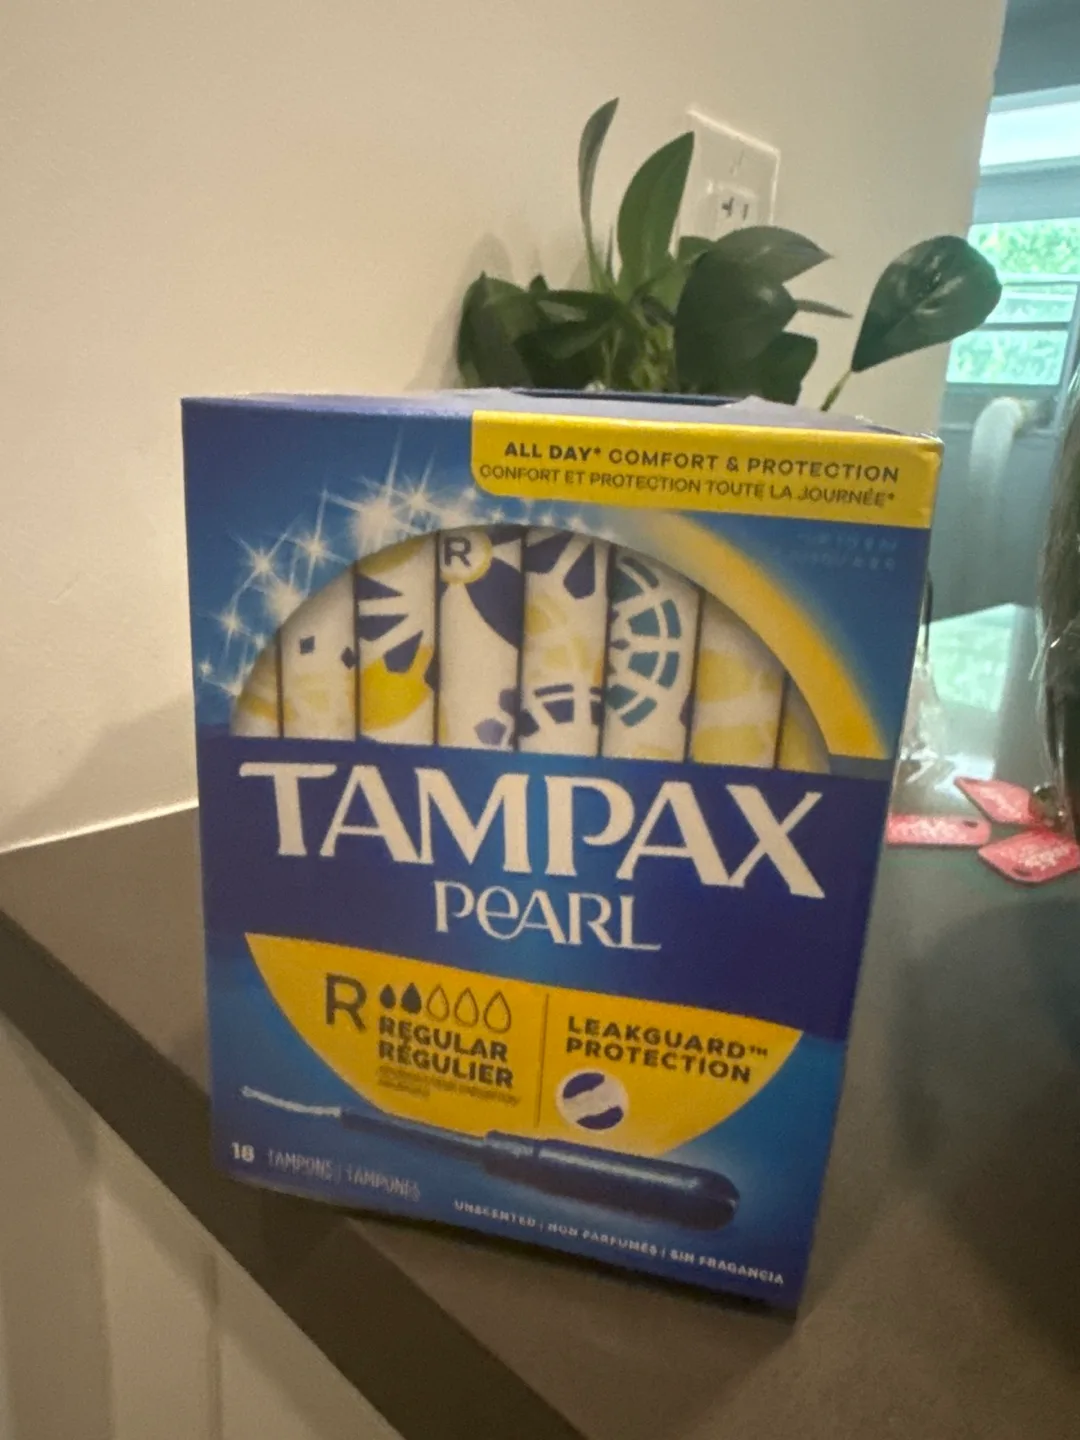 ALL DAY* COMFORT & PROTECTION
CONFORT ET PROTECTION TOUTE LA JOURNÉE*
R
TAMPAX
PEARL
R
REGULAR
RÉGULIER
LEAKGUARD™
PROTECTION
18 TAMPONS | TAMPONES
UNSCENTED | NON PARFUMÉS | SIN FRAGANCIA